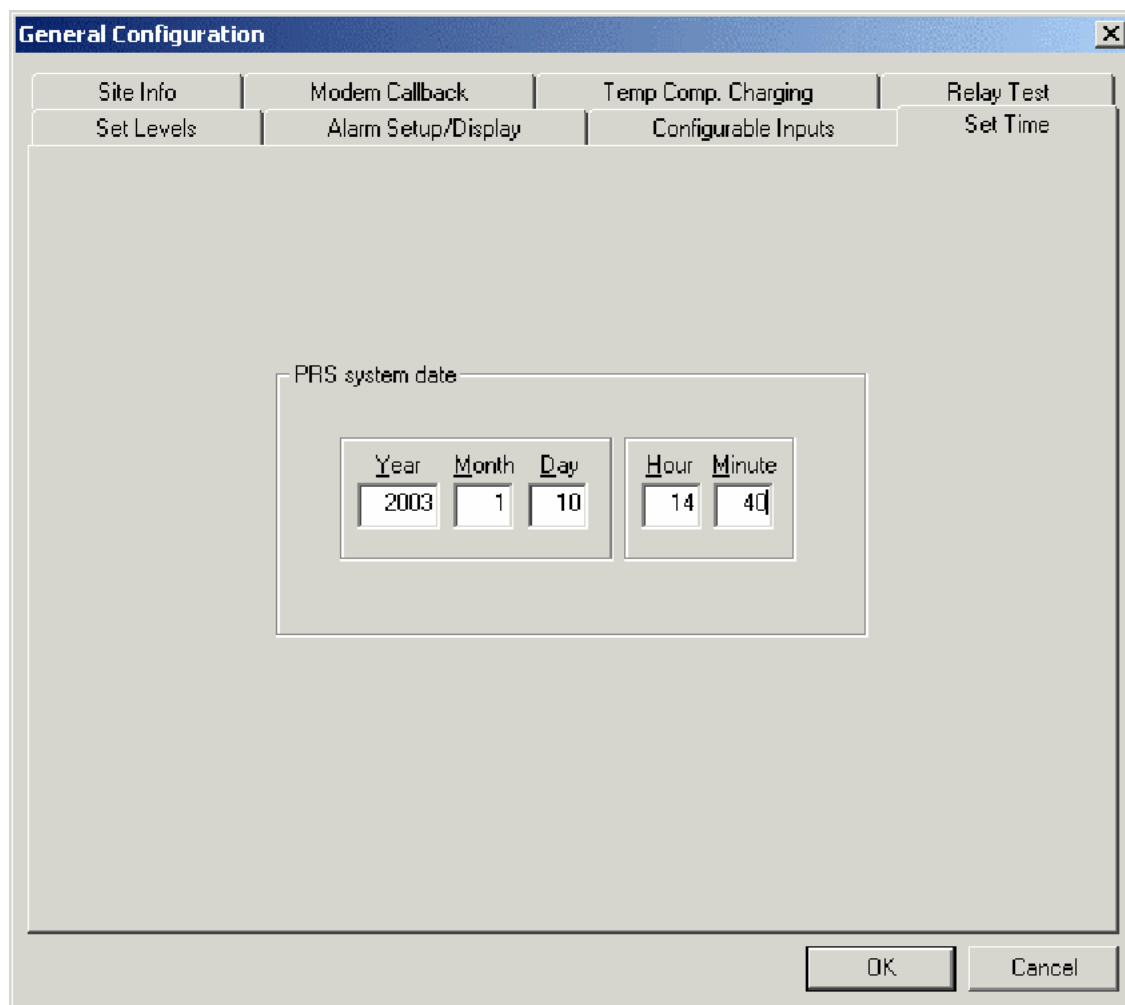 General Configuration
Site Info Modem Callback Temp Comp. Charging Relay Test
Set Levels Alarm Setup/Display Configurable Inputs Set Time
PRS system date
Year Month Day Hour Minute
2003 1 10 14 40
OK Cancel